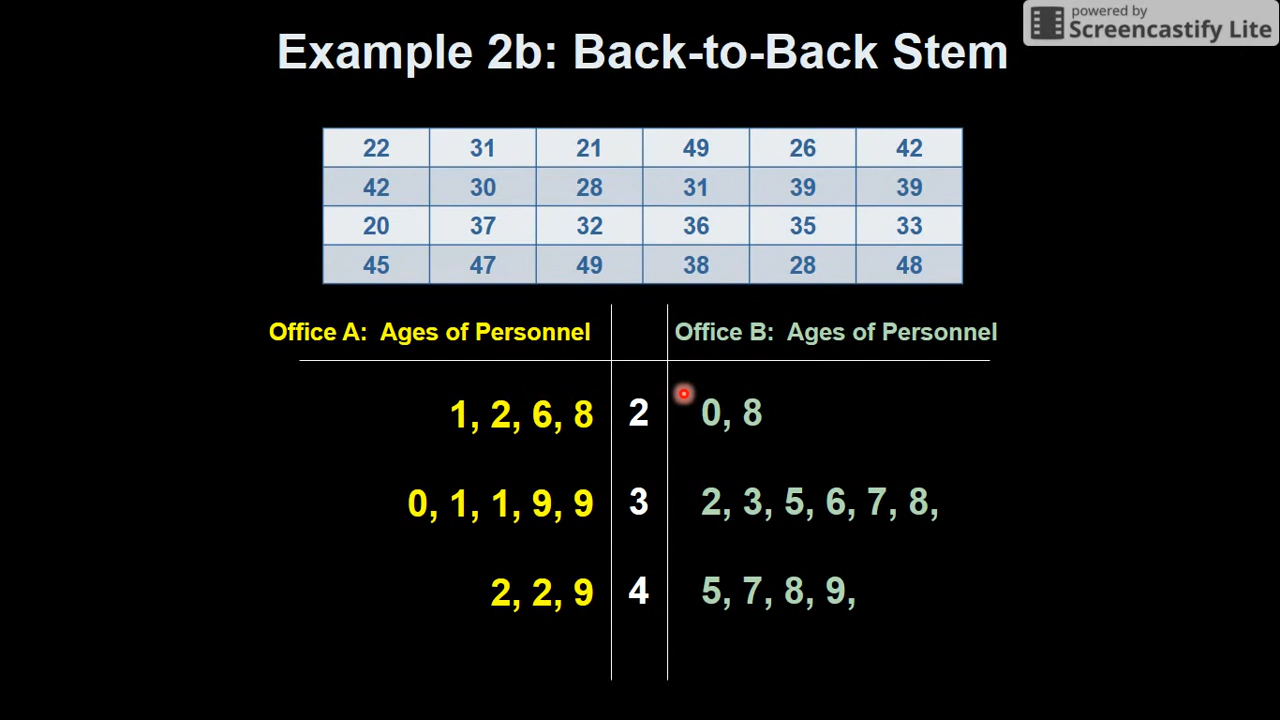 powered by
Screencastify Lite
Example 2b: Back-to-Back Stem
22 31 21 49 26 42
42 30 28 31 39 39
20 37 32 36 35 33
45 47 49 38 28 48
Office A: Ages of Personnel Office B: Ages of Personnel
1, 2, 6, 8 2 0, 8
0, 1, 1, 9, 9 3 2, 3, 5, 6, 7, 8,
2, 2, 9 4 5, 7, 8, 9,